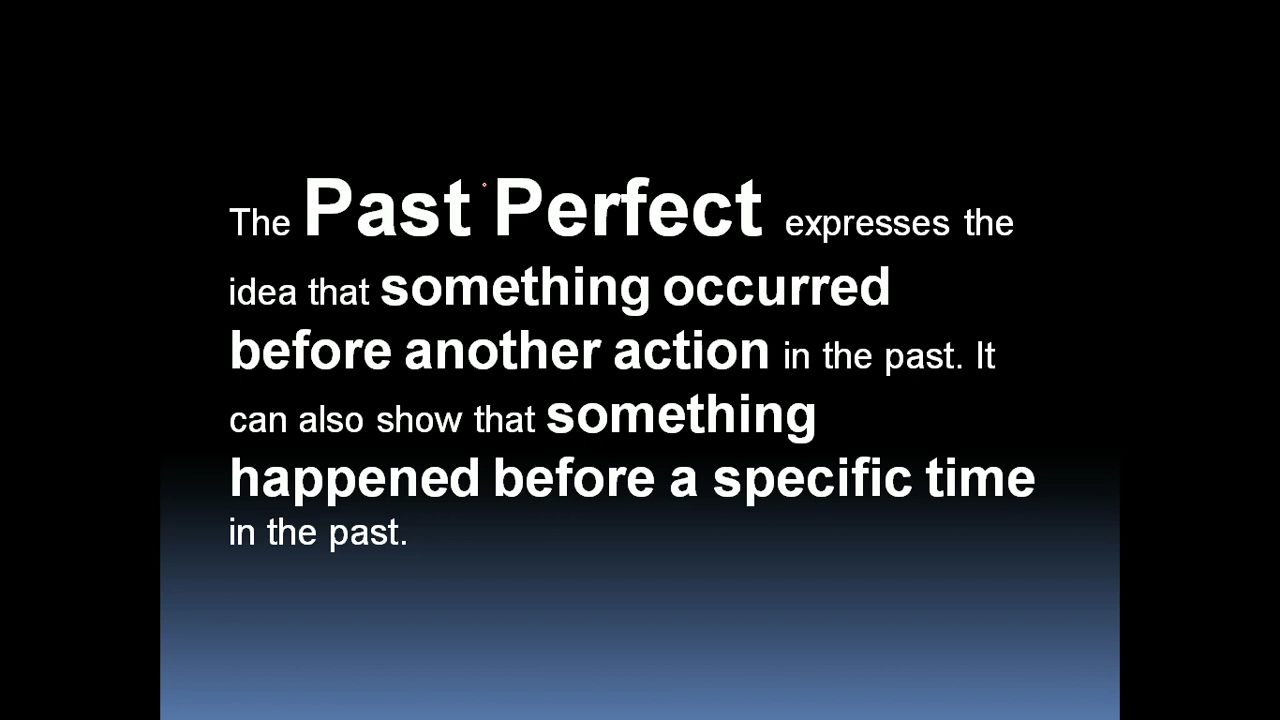 The Past Perfect expresses the
idea that something occurred
before another action in the past. It
can also show that something
happened before a specific time
in the past.